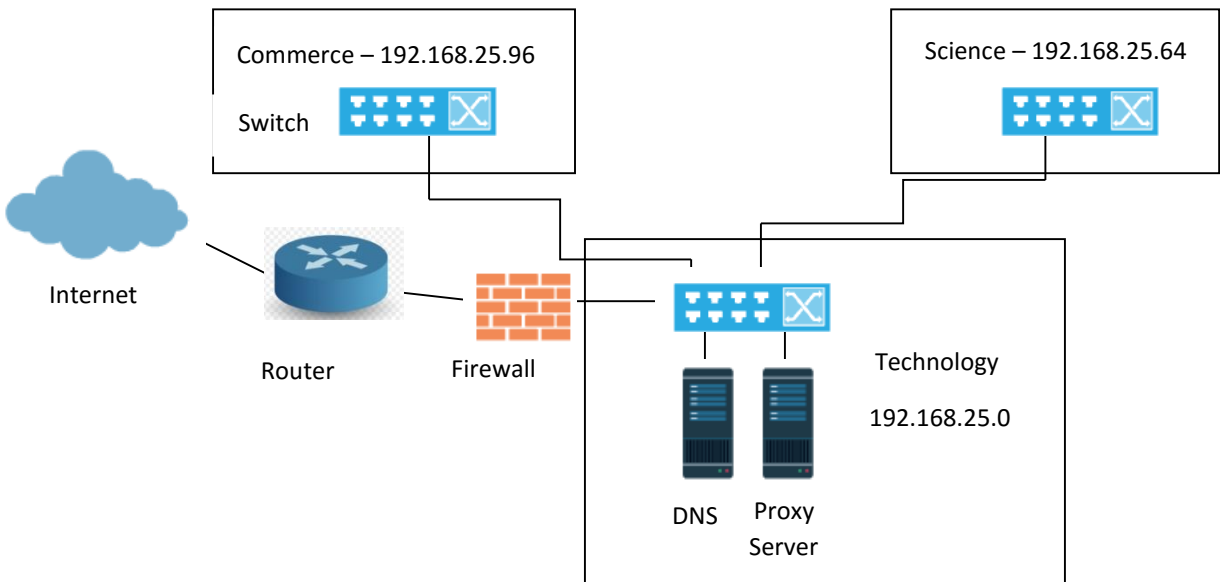 Commerce – 192.168.25.96
Science – 192.168.25.64
Switch
Internet
Router
Firewall
Technology
192.168.25.0
DNS
Proxy
Server